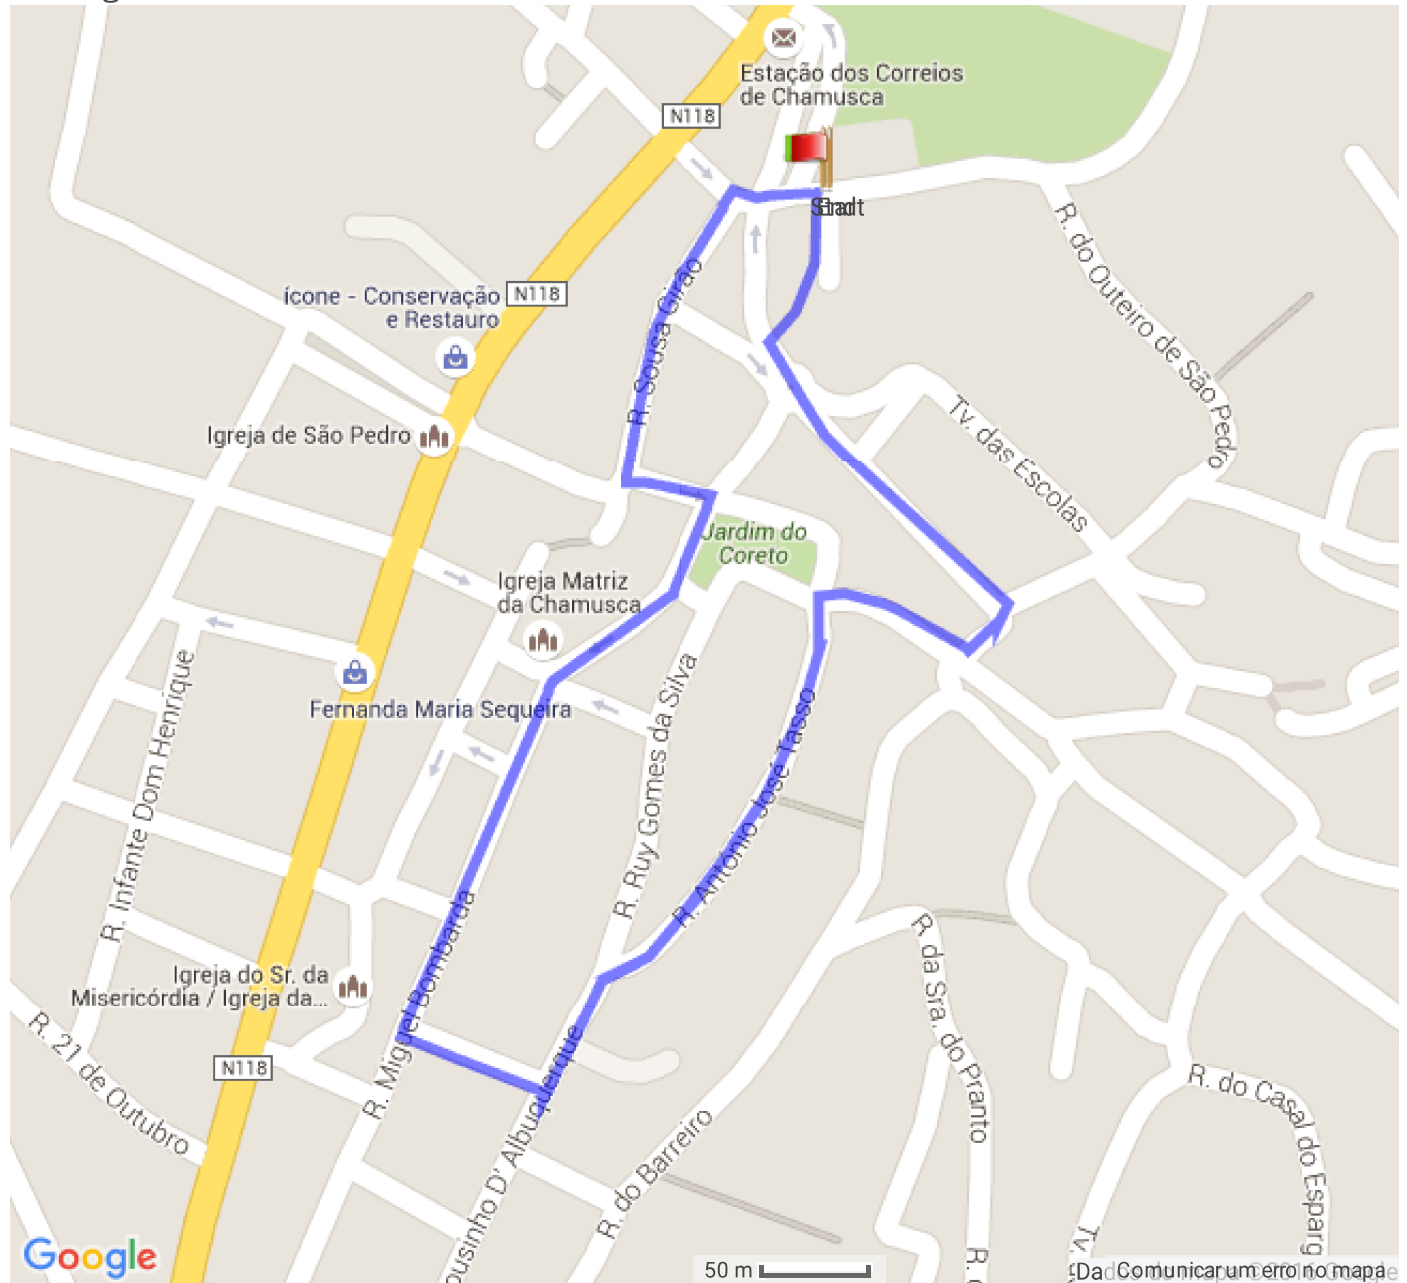 Estação dos Correios
de Chamusca
N118
R. do Outeiro de São Pedro
ícone - Conservação
e Restauro
N118
R. Sousa Girão
Igreja de São Pedro
Tv. das Escolas
Jardim do
Coreto
Igreja Matriz
da Chamusca
Fernanda Maria Sequeira
R. Infante Dom Henrique
R. Ruy Gomes da Silva
R. António José Tasso
R. Miguel Bombarda
R. da Sra. do Pranto
Igreja do Sr. da
Misericórdia / Igreja da...
R. 21 de Outubro
N118
ousinho D' Albuquerque
R. do Barreiro
R. do Casal do Esparg
Tv.
R.
Google
50 m
Comunicar um erro no mapa